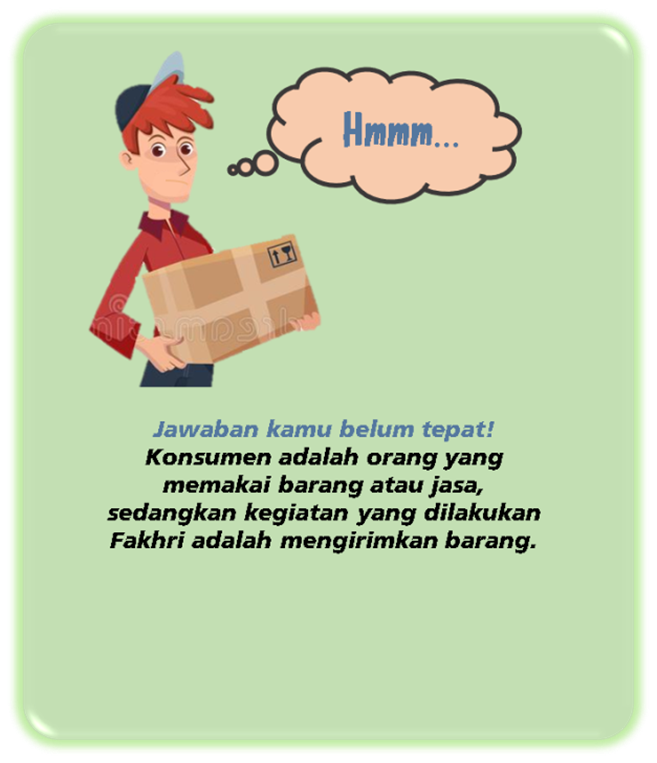 Hmmm...
Jawaban kamu belum tepat!
Konsumen adalah orang yang
memakai barang atau jasa,
sedangkan kegiatan yang dilakukan
Fakhri adalah mengirimkan barang.